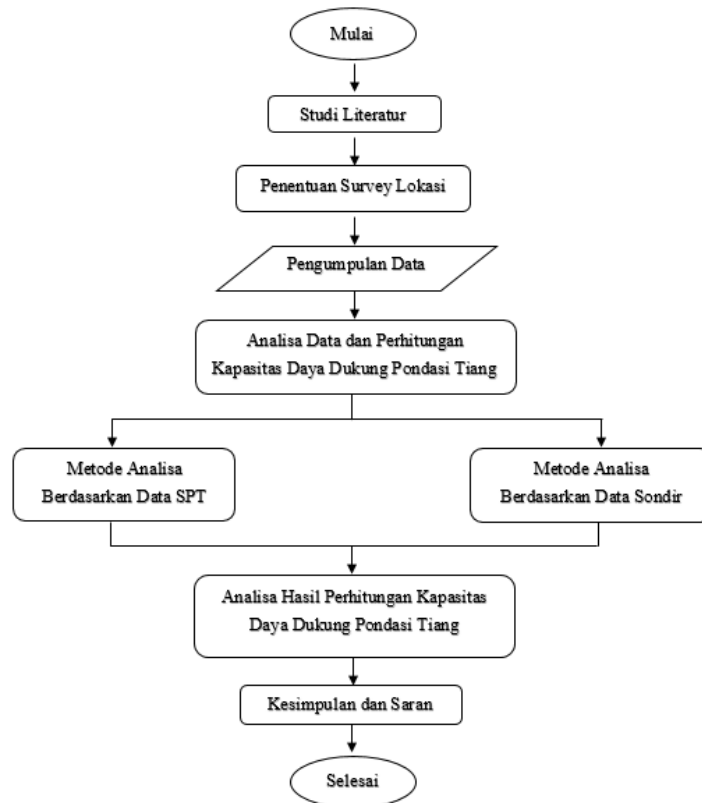 Mulai
Studi Literatur
Penentuan Survey Lokasi
Pengumpulan Data
Analisa Data dan Perhitungan
Kapasitas Daya Dukung Pondasi Tiang
Metode Analisa
Berdasarkan Data SPT
Metode Analisa
Berdasarkan Data Sondir
Analisa Hasil Perhitungan Kapasitas
Daya Dukung Pondasi Tiang
Kesimpulan dan Saran
Selesai